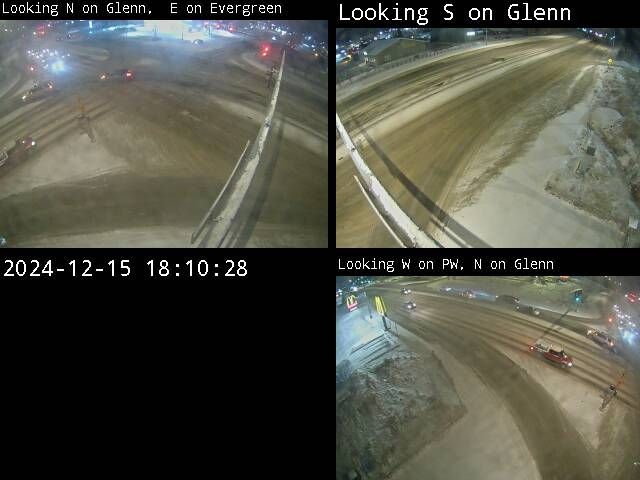 Looking N on Glenn,  E on Evergreen
Looking S on Glenn
2024-12-15 18:10:28
Looking W on PW, N on Glenn